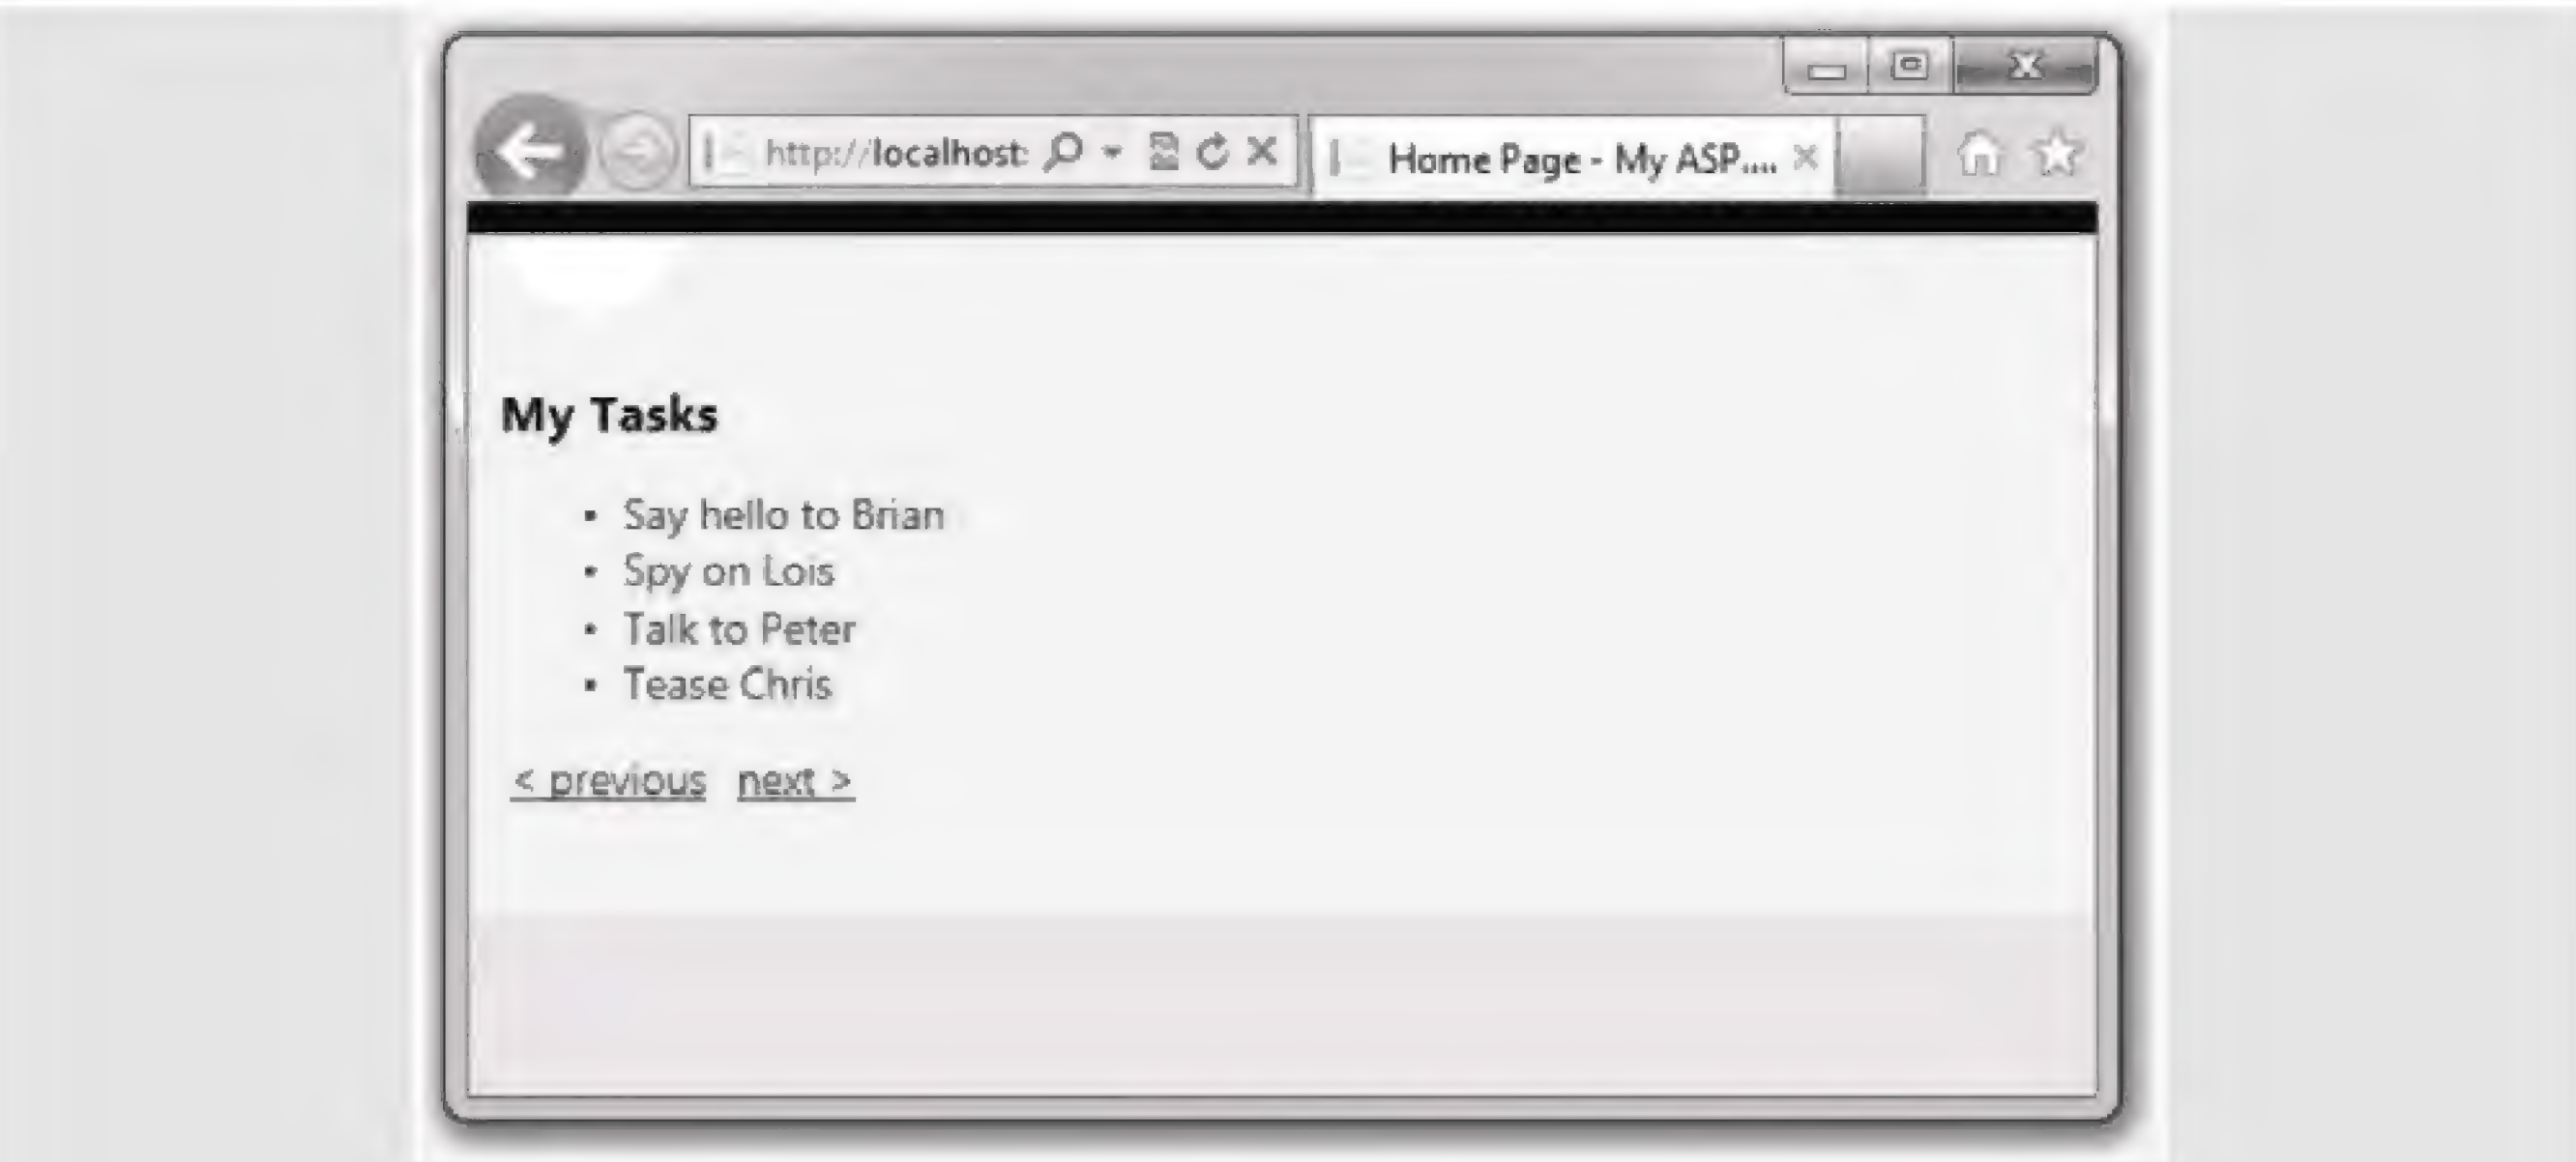 http://localhost: Home Page - My ASP....
My Tasks
• Say hello to Brian
• Spy on Lois
• Talk to Peter
• Tease Chris
< previous next >